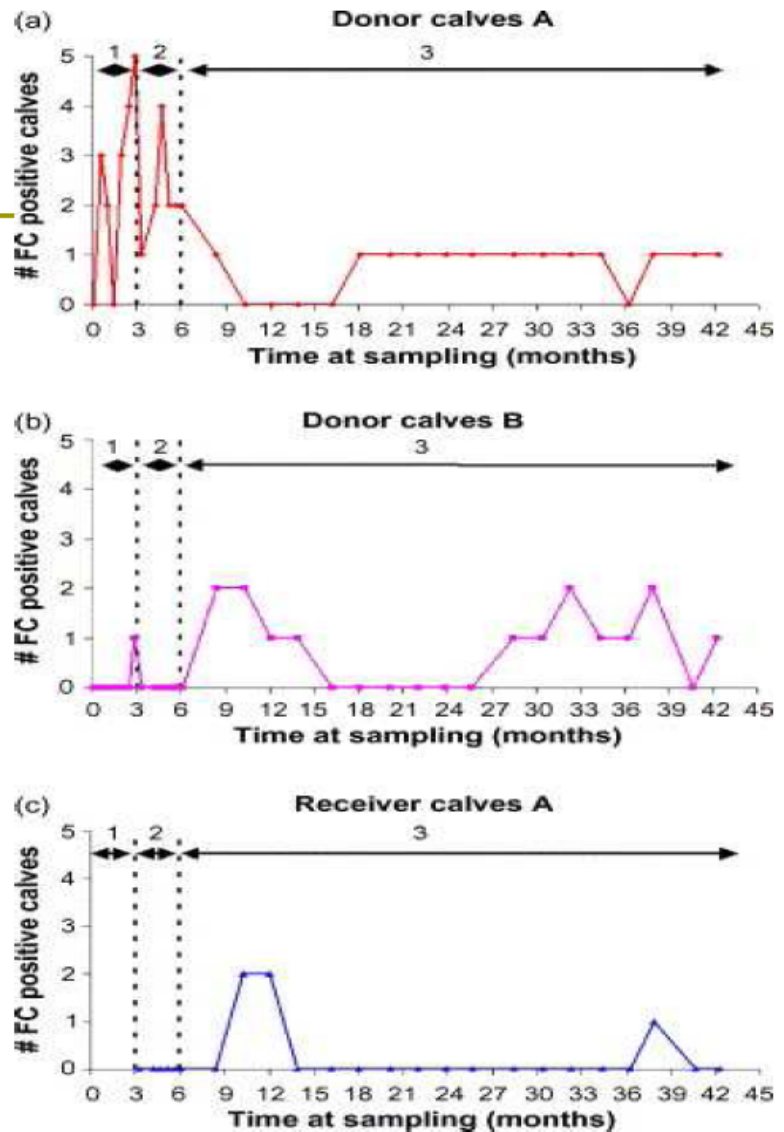 (a) Donor calves A
1 2 3
5
4
3
2
1
0
# FC positive calves
0 3 6 9 12 15 18 21 24 27 30 33 36 39 42 45
Time at sampling (months)
(b) Donor calves B
1 2 3
5
4
3
2
1
0
# FC positive calves
0 3 6 9 12 15 18 21 24 27 30 33 36 39 42 45
Time at sampling (months)
(c) Receiver calves A
1 2 3
5
4
3
2
1
0
# FC positive calves
0 3 6 9 12 15 18 21 24 27 30 33 36 39 42 45
Time at sampling (months)